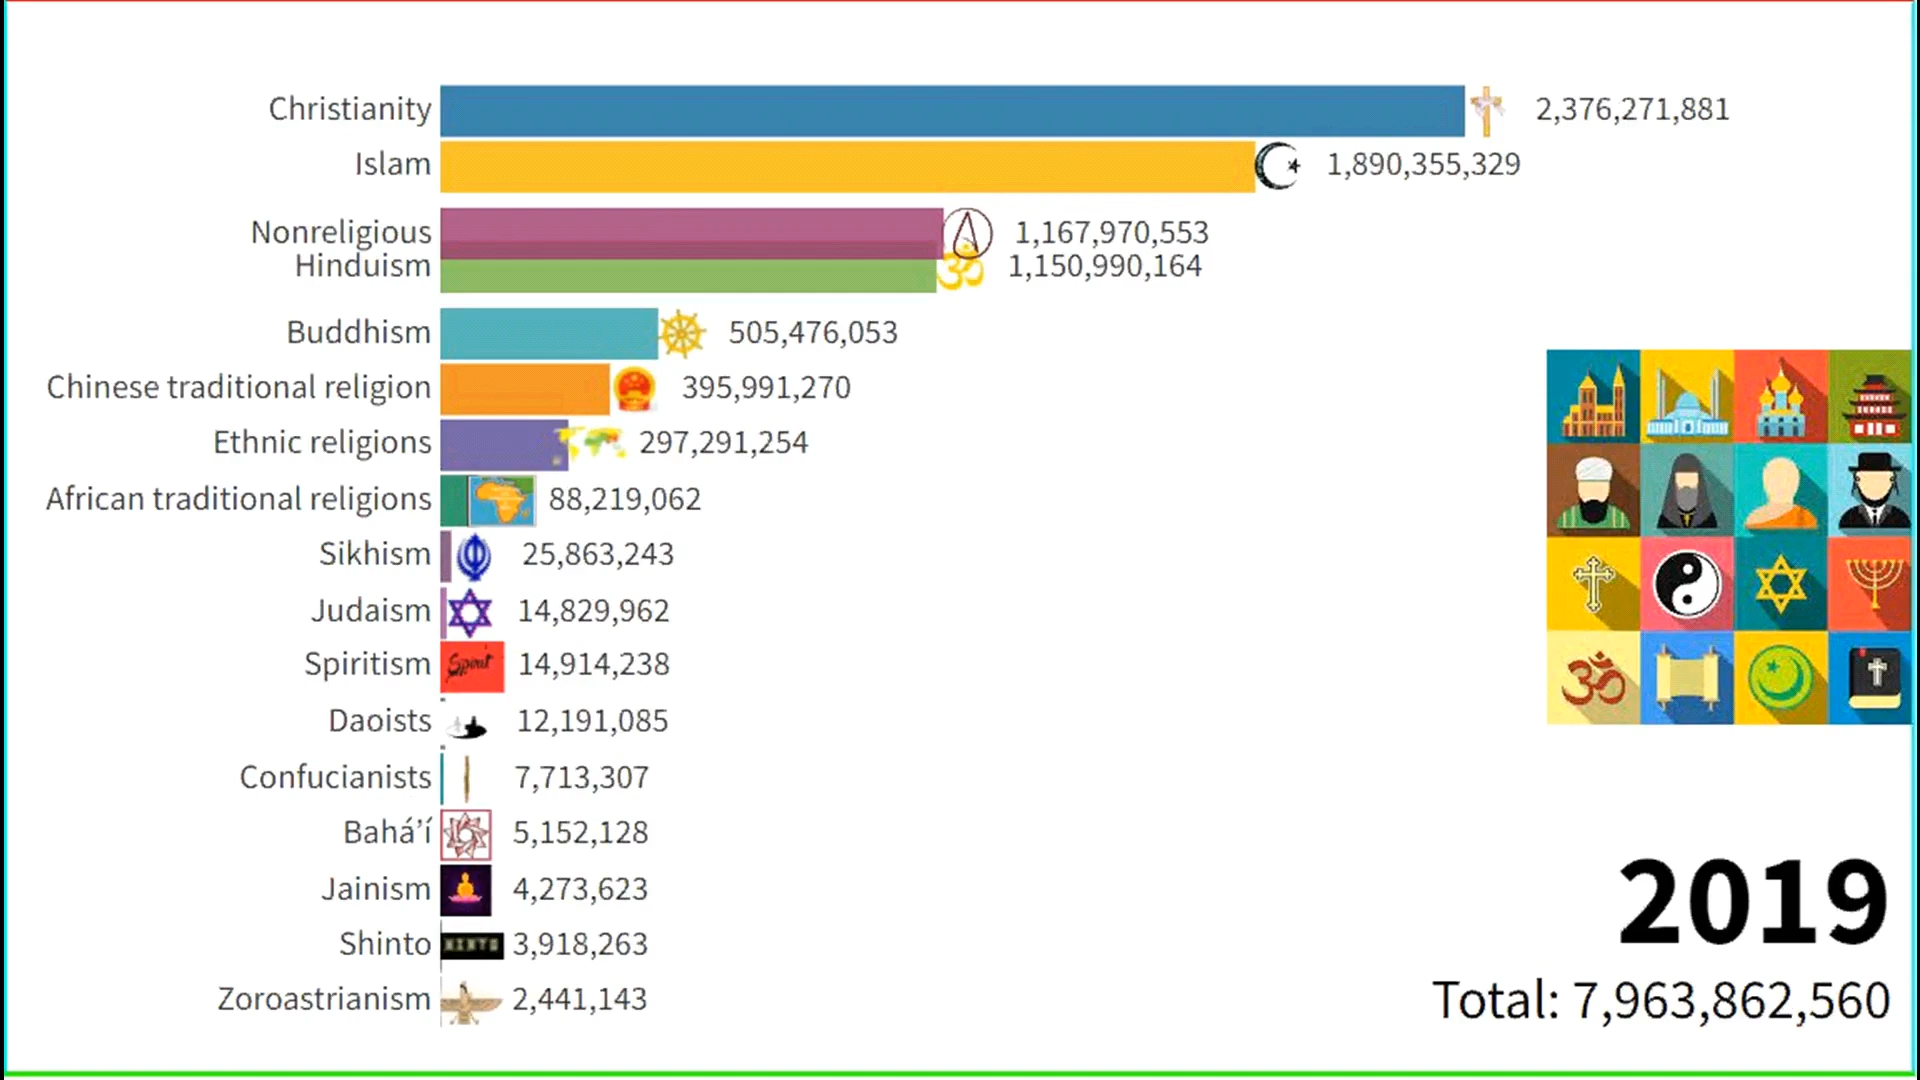 Christianity 2,376,271,881
Islam 1,890,355,329
Nonreligious 1,167,970,553
Hinduism 1,150,990,164
Buddhism 505,476,053
Chinese traditional religion 395,991,270
Ethnic religions 297,291,254
African traditional religions 88,219,062
Sikhism 25,863,243
Judaism 14,829,962
Spiritism Spirit 14,914,238
Daoists 12,191,085
Confucianists 7,713,307
Bahá’í 5,152,128
Jainism 4,273,623
Shinto 3,918,263
Zoroastrianism 2,441,143
2019
Total: 7,963,862,560